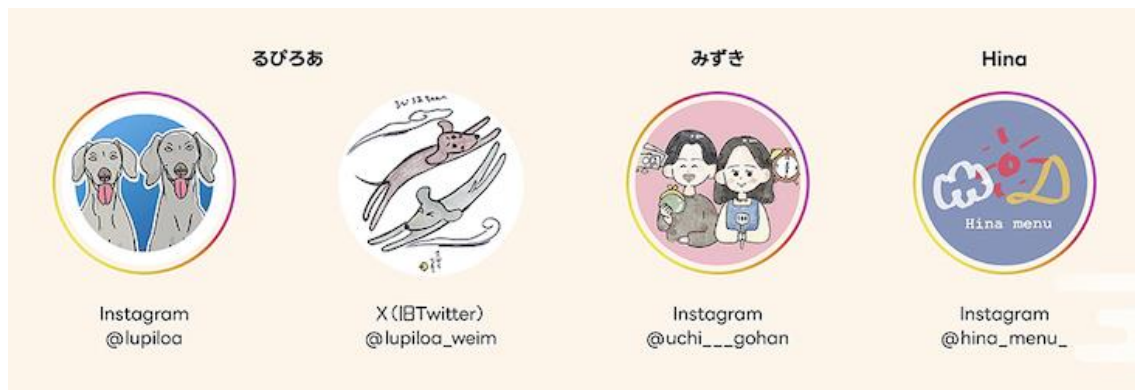 るぴろあ
みずき
Hina
Hina menu
Instagram
@lupiloa
X（旧Twitter）
@lupiloa_weim
Instagram
@uchi___gohan
Instagram
@hina_menu_